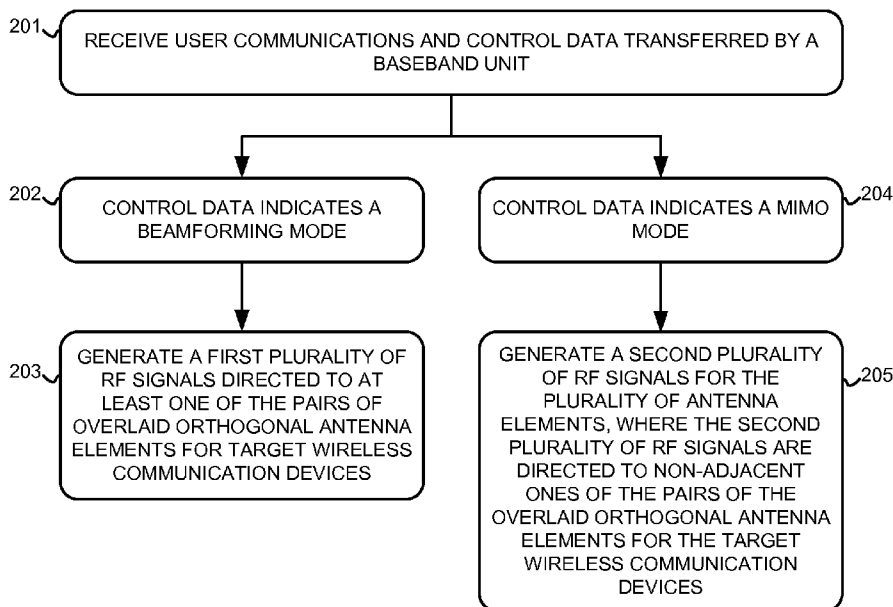 201
RECEIVE USER COMMUNICATIONS AND CONTROL DATA TRANSFERRED BY A
BASEBAND UNIT
202
CONTROL DATA INDICATES A
BEAMFORMING MODE
204
CONTROL DATA INDICATES A MIMO
MODE
203
GENERATE A FIRST PLURALITY OF
RF SIGNALS DIRECTED TO AT
LEAST ONE OF THE PAIRS OF
OVERLAID ORTHOGONAL ANTENNA
ELEMENTS FOR TARGET WIRELESS
COMMUNICATION DEVICES
205
GENERATE A SECOND PLURALITY
OF RF SIGNALS FOR THE
PLURALITY OF ANTENNA
ELEMENTS, WHERE THE SECOND
PLURALITY OF RF SIGNALS ARE
DIRECTED TO NON-ADJACENT
ONES OF THE PAIRS OF THE
OVERLAID ORTHOGONAL ANTENNA
ELEMENTS FOR THE TARGET
WIRELESS COMMUNICATION
DEVICES